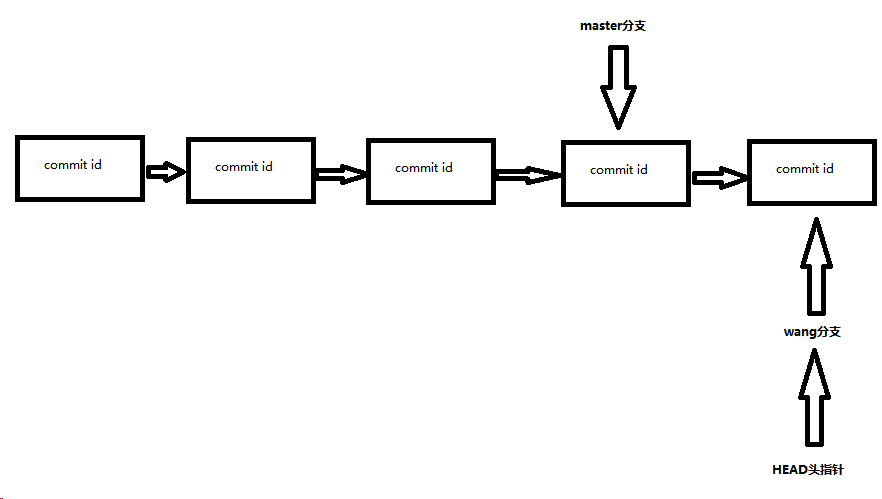 master分支
commit id
commit id
commit id
commit id
commit id
wang分支
HEAD头指针